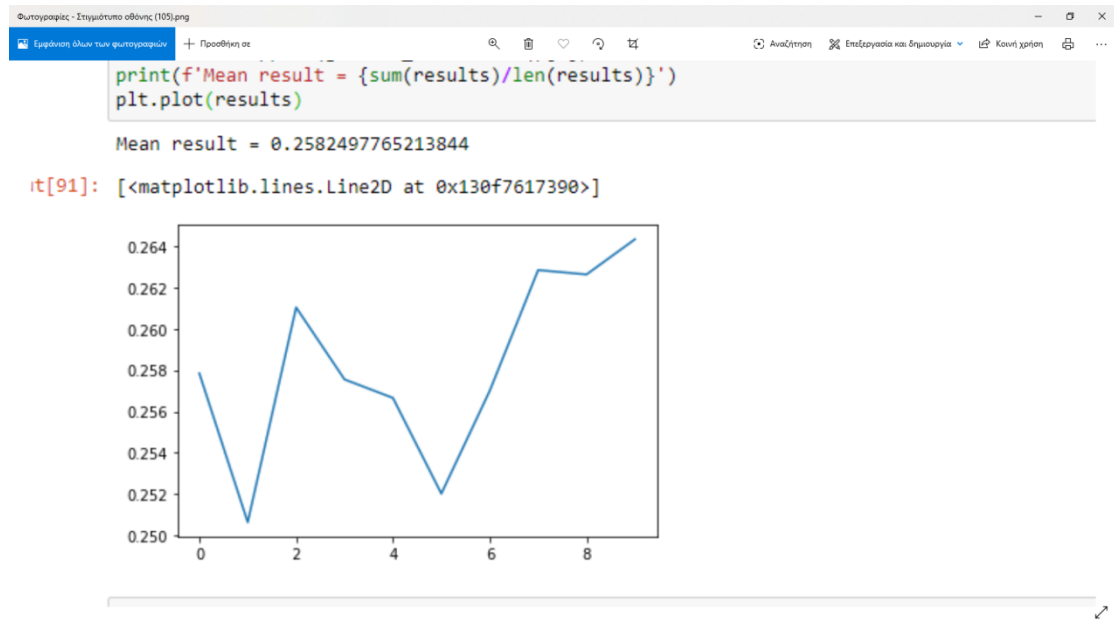 Φωτογραφίες - Στιγμιότυπο οθόνης (105).png
Εμφάνιση όλων των φωτογραφιών
Προσθήκη σε
Αναζήτηση
Επεξεργασία και δημιουργία
Κοινή χρήση
print(f'Mean result = {sum(results)/len(results)}')
plt.plot(results)
Mean result = 0.2582497765213844
t[91]: [<matplotlib.lines.Line2D at 0x130f7617390>]
0.264
0.262
0.260
0.258
0.256
0.254
0.252
0.250
0 2 4 6 8